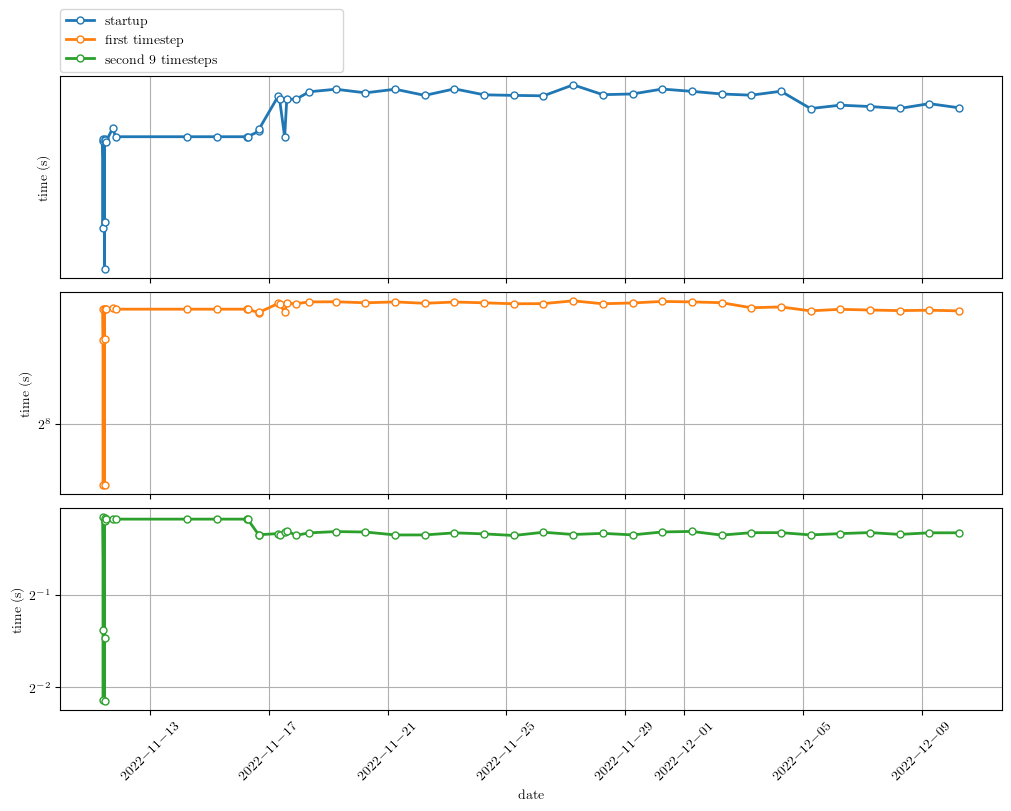 startup
first timestep
second 9 timesteps
time (s)
time (s)
2⁸
time (s)
2⁻¹
2⁻²
2022−11−13
2022−11−17
2022−11−21
2022−11−25
2022−11−29
2022−12−01
2022−12−05
2022−12−09
date